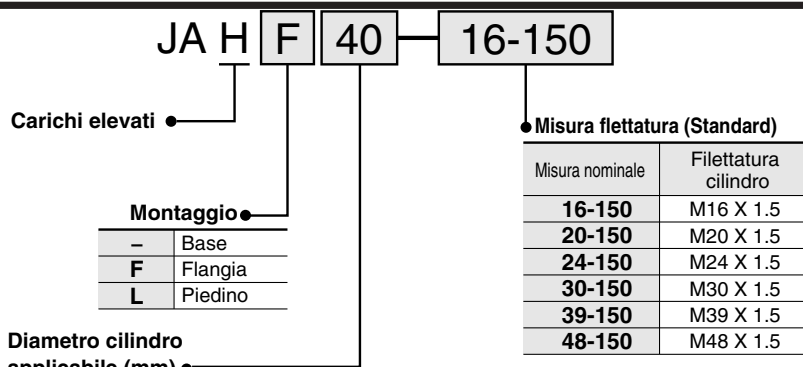 JA H F 40 16-150
Carichi elevati
Misura flettatura (Standard)
Misura nominale Filettatura cilindro
16-150 M16 X 1.5
20-150 M20 X 1.5
24-150 M24 X 1.5
30-150 M30 X 1.5
39-150 M39 X 1.5
48-150 M48 X 1.5
Montaggio
– Base
F Flangia
L Piedino
Diametro cilindro
applicabile (mm)